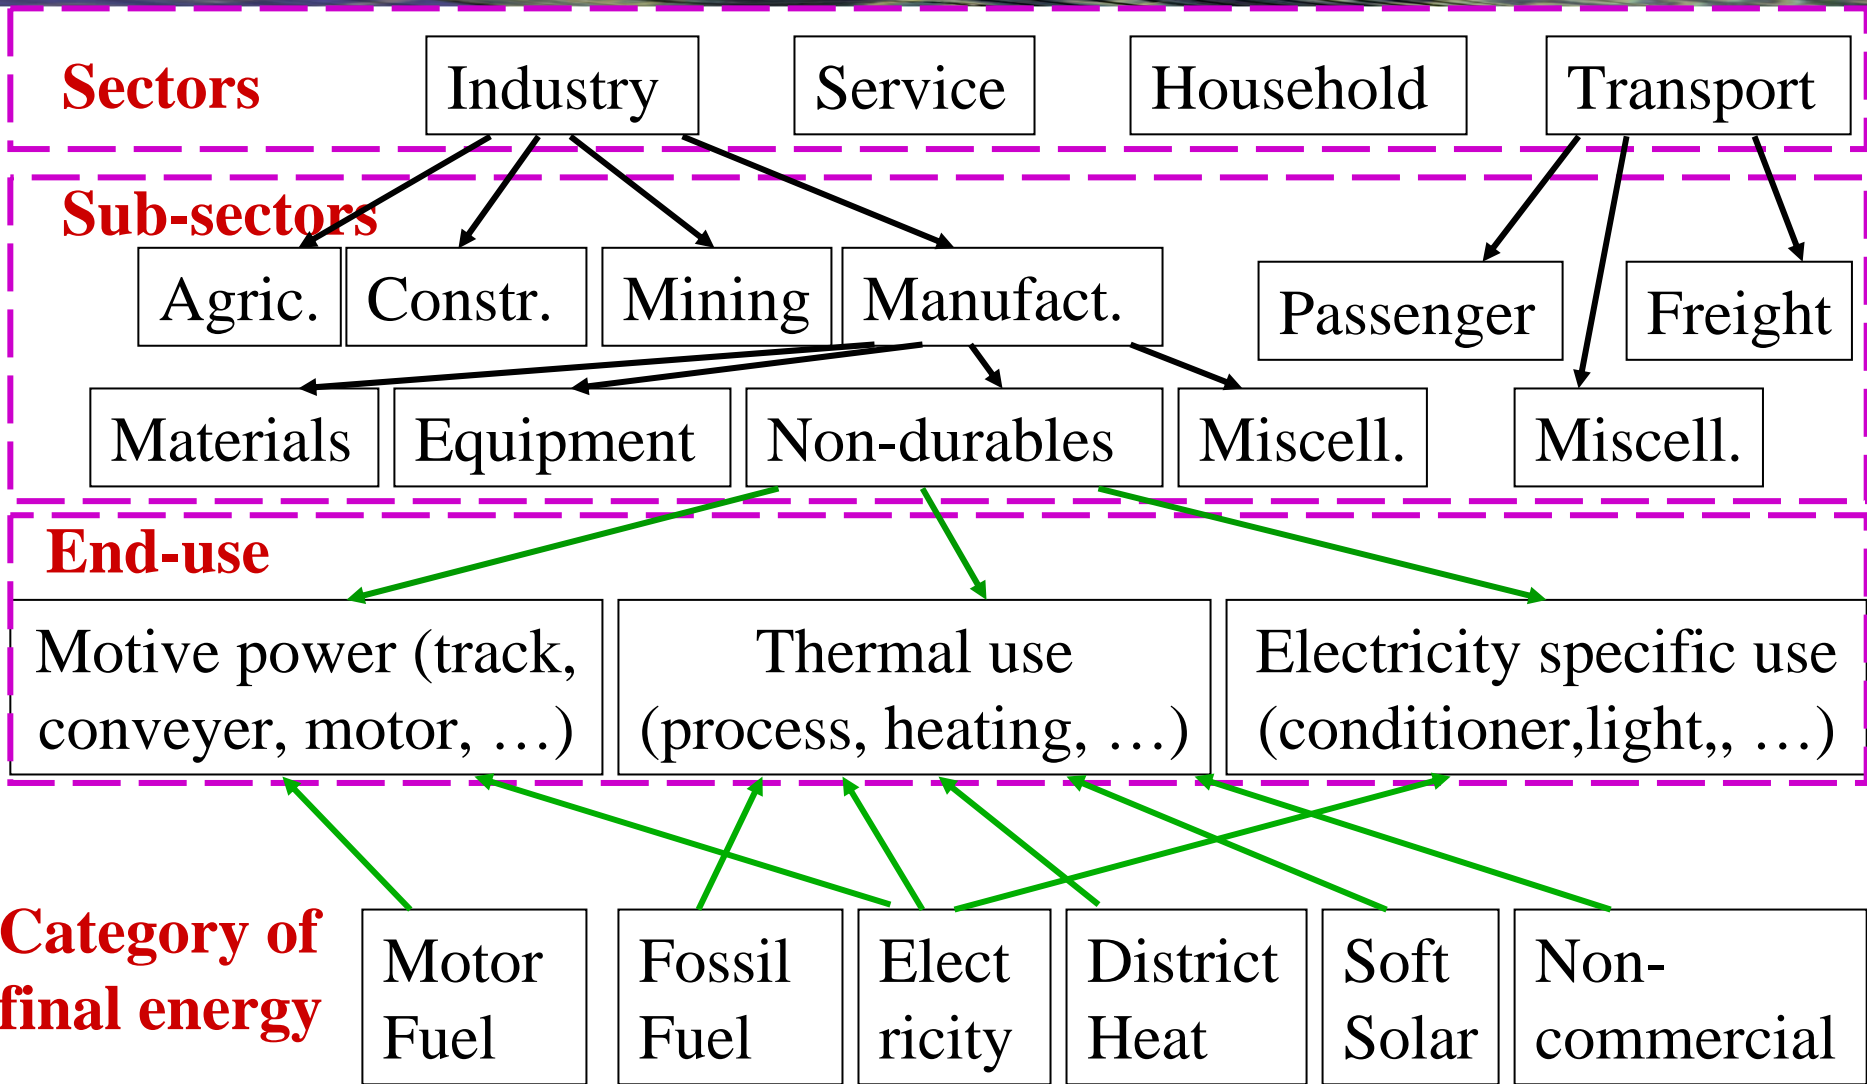 Sectors
Industry
Service
Household
Transport
Sub-sectors
Agric.
Constr.
Mining
Manufact.
Passenger
Freight
Materials
Equipment
Non-durables
Miscell.
Miscell.
End-use
Motive power (track,
conveyer, motor, …)
Thermal use
(process, heating, …)
Electricity specific use
(conditioner,light,, …)
Category of
final energy
Motor
Fuel
Fossil
Fuel
Elect
ricity
District
Heat
Soft
Solar
Non-
commercial